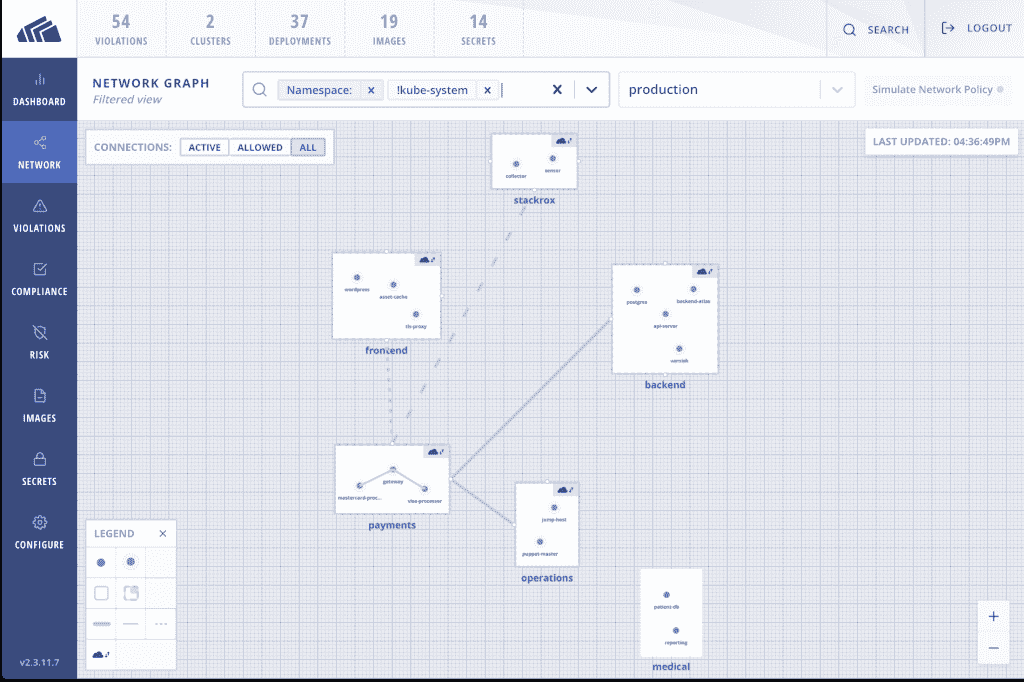 54
VIOLATIONS
2
CLUSTERS
37
DEPLOYMENTS
19
IMAGES
14
SECRETS
SEARCH
LOGOUT
NETWORK GRAPH
Filtered view
Namespace: x !kube-system x
production
Simulate Network Policy
DASHBOARD
NETWORK
VIOLATIONS
COMPLIANCE
RISK
IMAGES
SECRETS
CONFIGURE
v2.3.11.7
CONNECTIONS: ACTIVE ALLOWED ALL
LAST UPDATED: 04:36:49PM
collector
sensor
stackrox
wordpress
asset-cache
tls-proxy
frontend
postgres
backend-atlas
api-server
varnish
backend
gateway
mastercard-proc...
visa-processor
payments
jump-host
puppet-master
operations
patient-db
reporting
medical
LEGEND